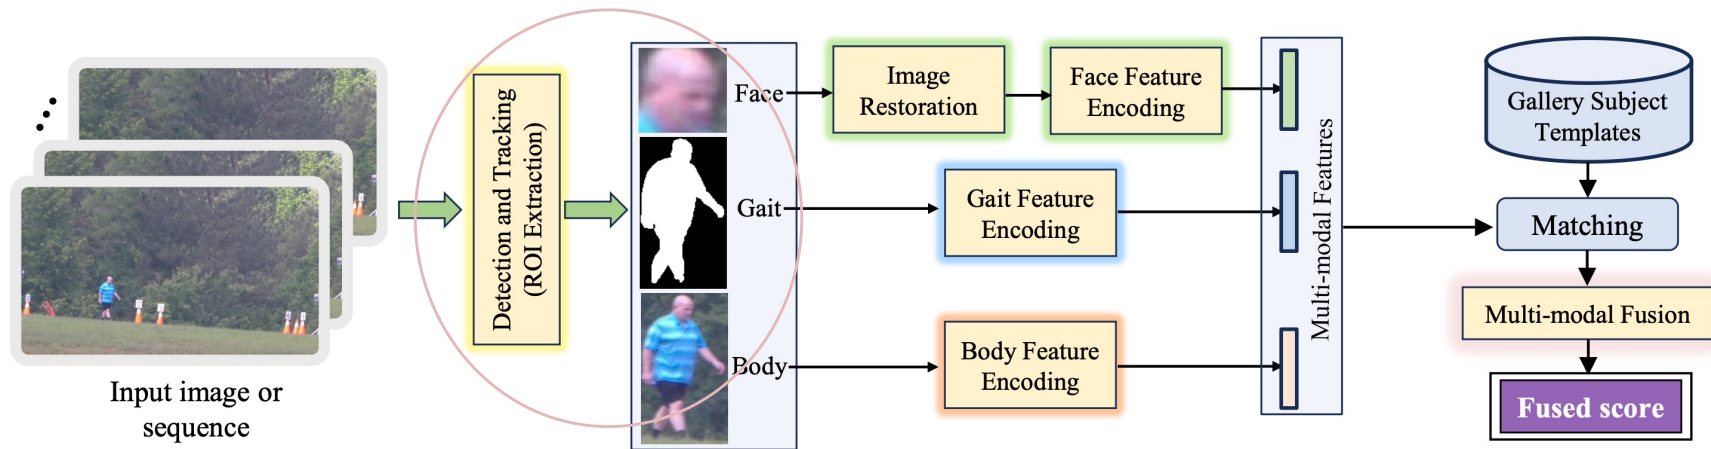 Input image or
sequence
Detection and Tracking
(ROI Extraction)
Face
Gait
Body
Image
Restoration
Face Feature
Encoding
Gait Feature
Encoding
Body Feature
Encoding
Multi-modal Features
Gallery Subject
Templates
Matching
Multi-modal Fusion
Fused score